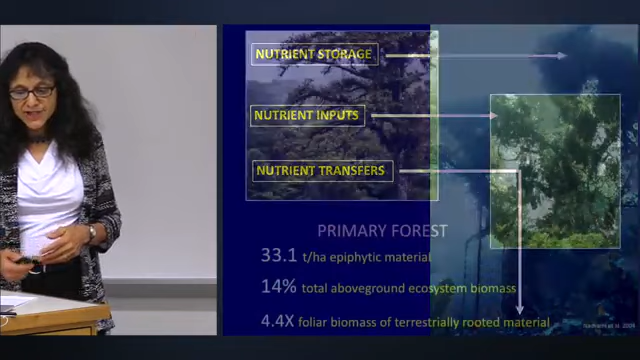 NUTRIENT STORAGE
NUTRIENT INPUTS
NUTRIENT TRANSFERS
PRIMARY FOREST
33.1 t/ha epiphytic material
14% total aboveground ecosystem biomass
4.4X foliar biomass of terrestrially rooted material